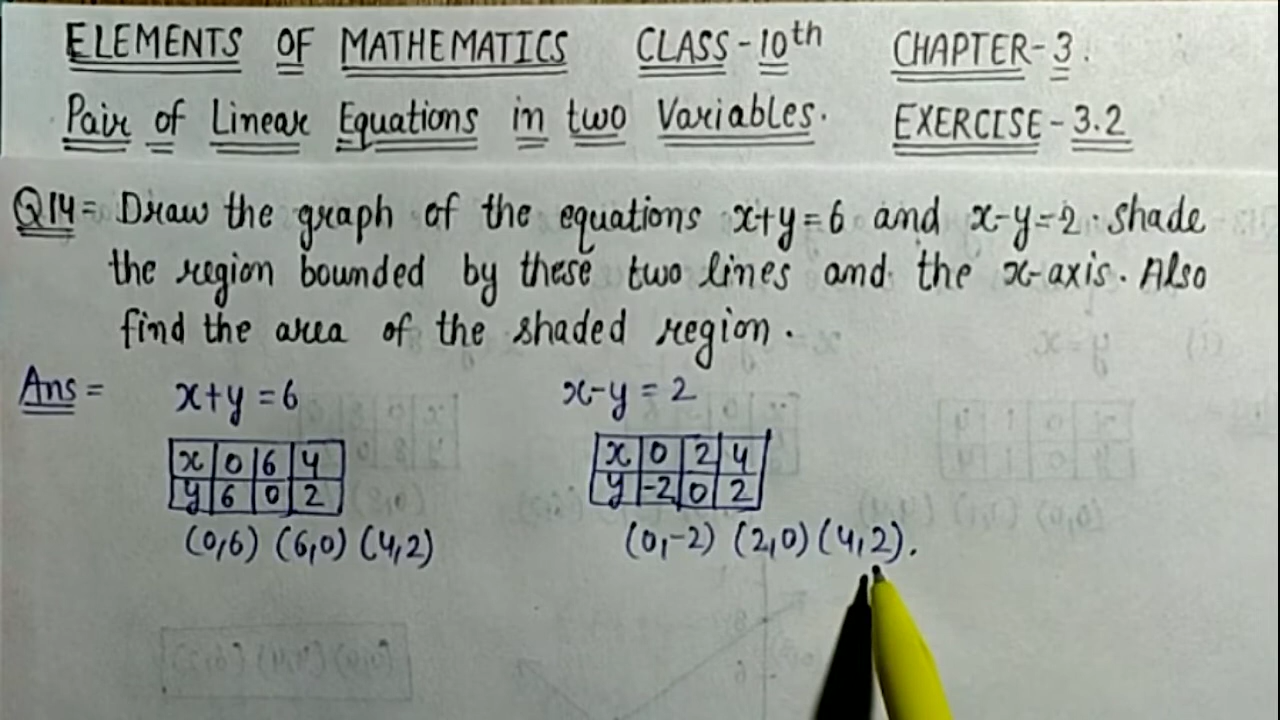 ELEMENTS OF MATHEMATICS CLASS-10th CHAPTER-3.
Pair of Linear Equations in two Variables. EXERCISE-3.2
Q14= Draw the graph of the equations x+y=6 and x-y=2. Shade
the region bounded by these two lines and the x-axis. Also
find the area of the shaded region.
Ans= x+y=6 x-y=2
x 0 6 4 x 0 2 4
y 6 0 2 y -2 0 2
(0,6) (6,0) (4,2) (0,-2) (2,0) (4,2).